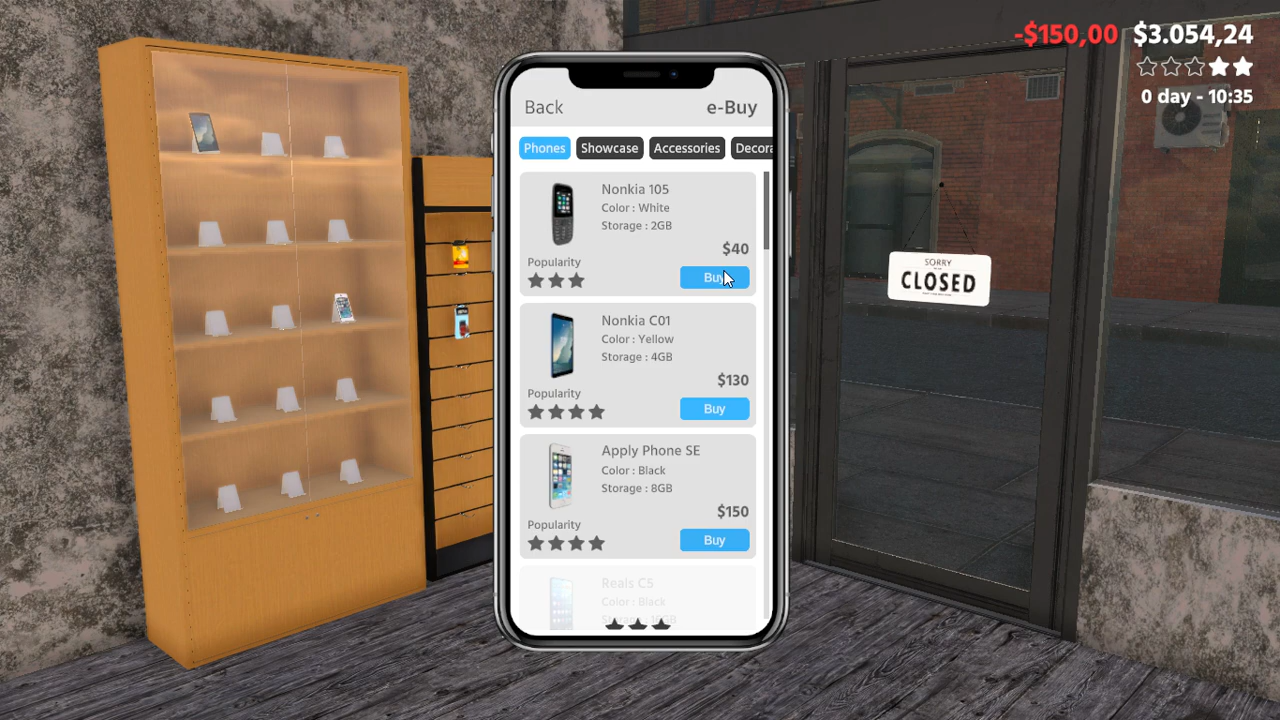 -$150,00 $3.054,24
0 day - 10:35
Back e-Buy
Phones Showcase Accessories Decora
Nonkia 105
Color : White
Storage : 2GB
$40
Popularity
Buy
Nonkia C01
Color : Yellow
Storage : 4GB
$130
Popularity
Buy
Apply Phone SE
Color : Black
Storage : 8GB
$150
Popularity
Buy
Reals C5
Color : Black
SORRY
CLOSED